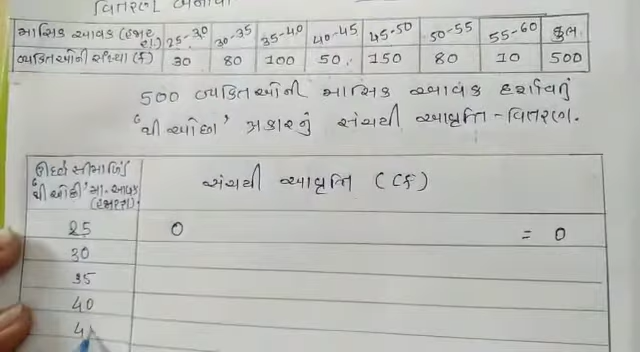 વિતરણ બનાવો
માસિક આવક (હજાર રૂ.) 25-30 30-35 35-40 40-45 45-50 50-55 55-60 કુલ
વ્યક્તિઓની સંખ્યા (f) 30 80 100 50 150 80 10 500
500 વ્યક્તિઓની માસિક આવક દર્શાવતું
'થી ઓછા' પ્રકારનું સંચયી આવૃત્તિ-વિતરણ.
'થી ઓછી' મા. આવક
(હજાર રૂ.)
સંચયી આવૃત્તિ (cf)
25 0 = 0
30
35
40
4